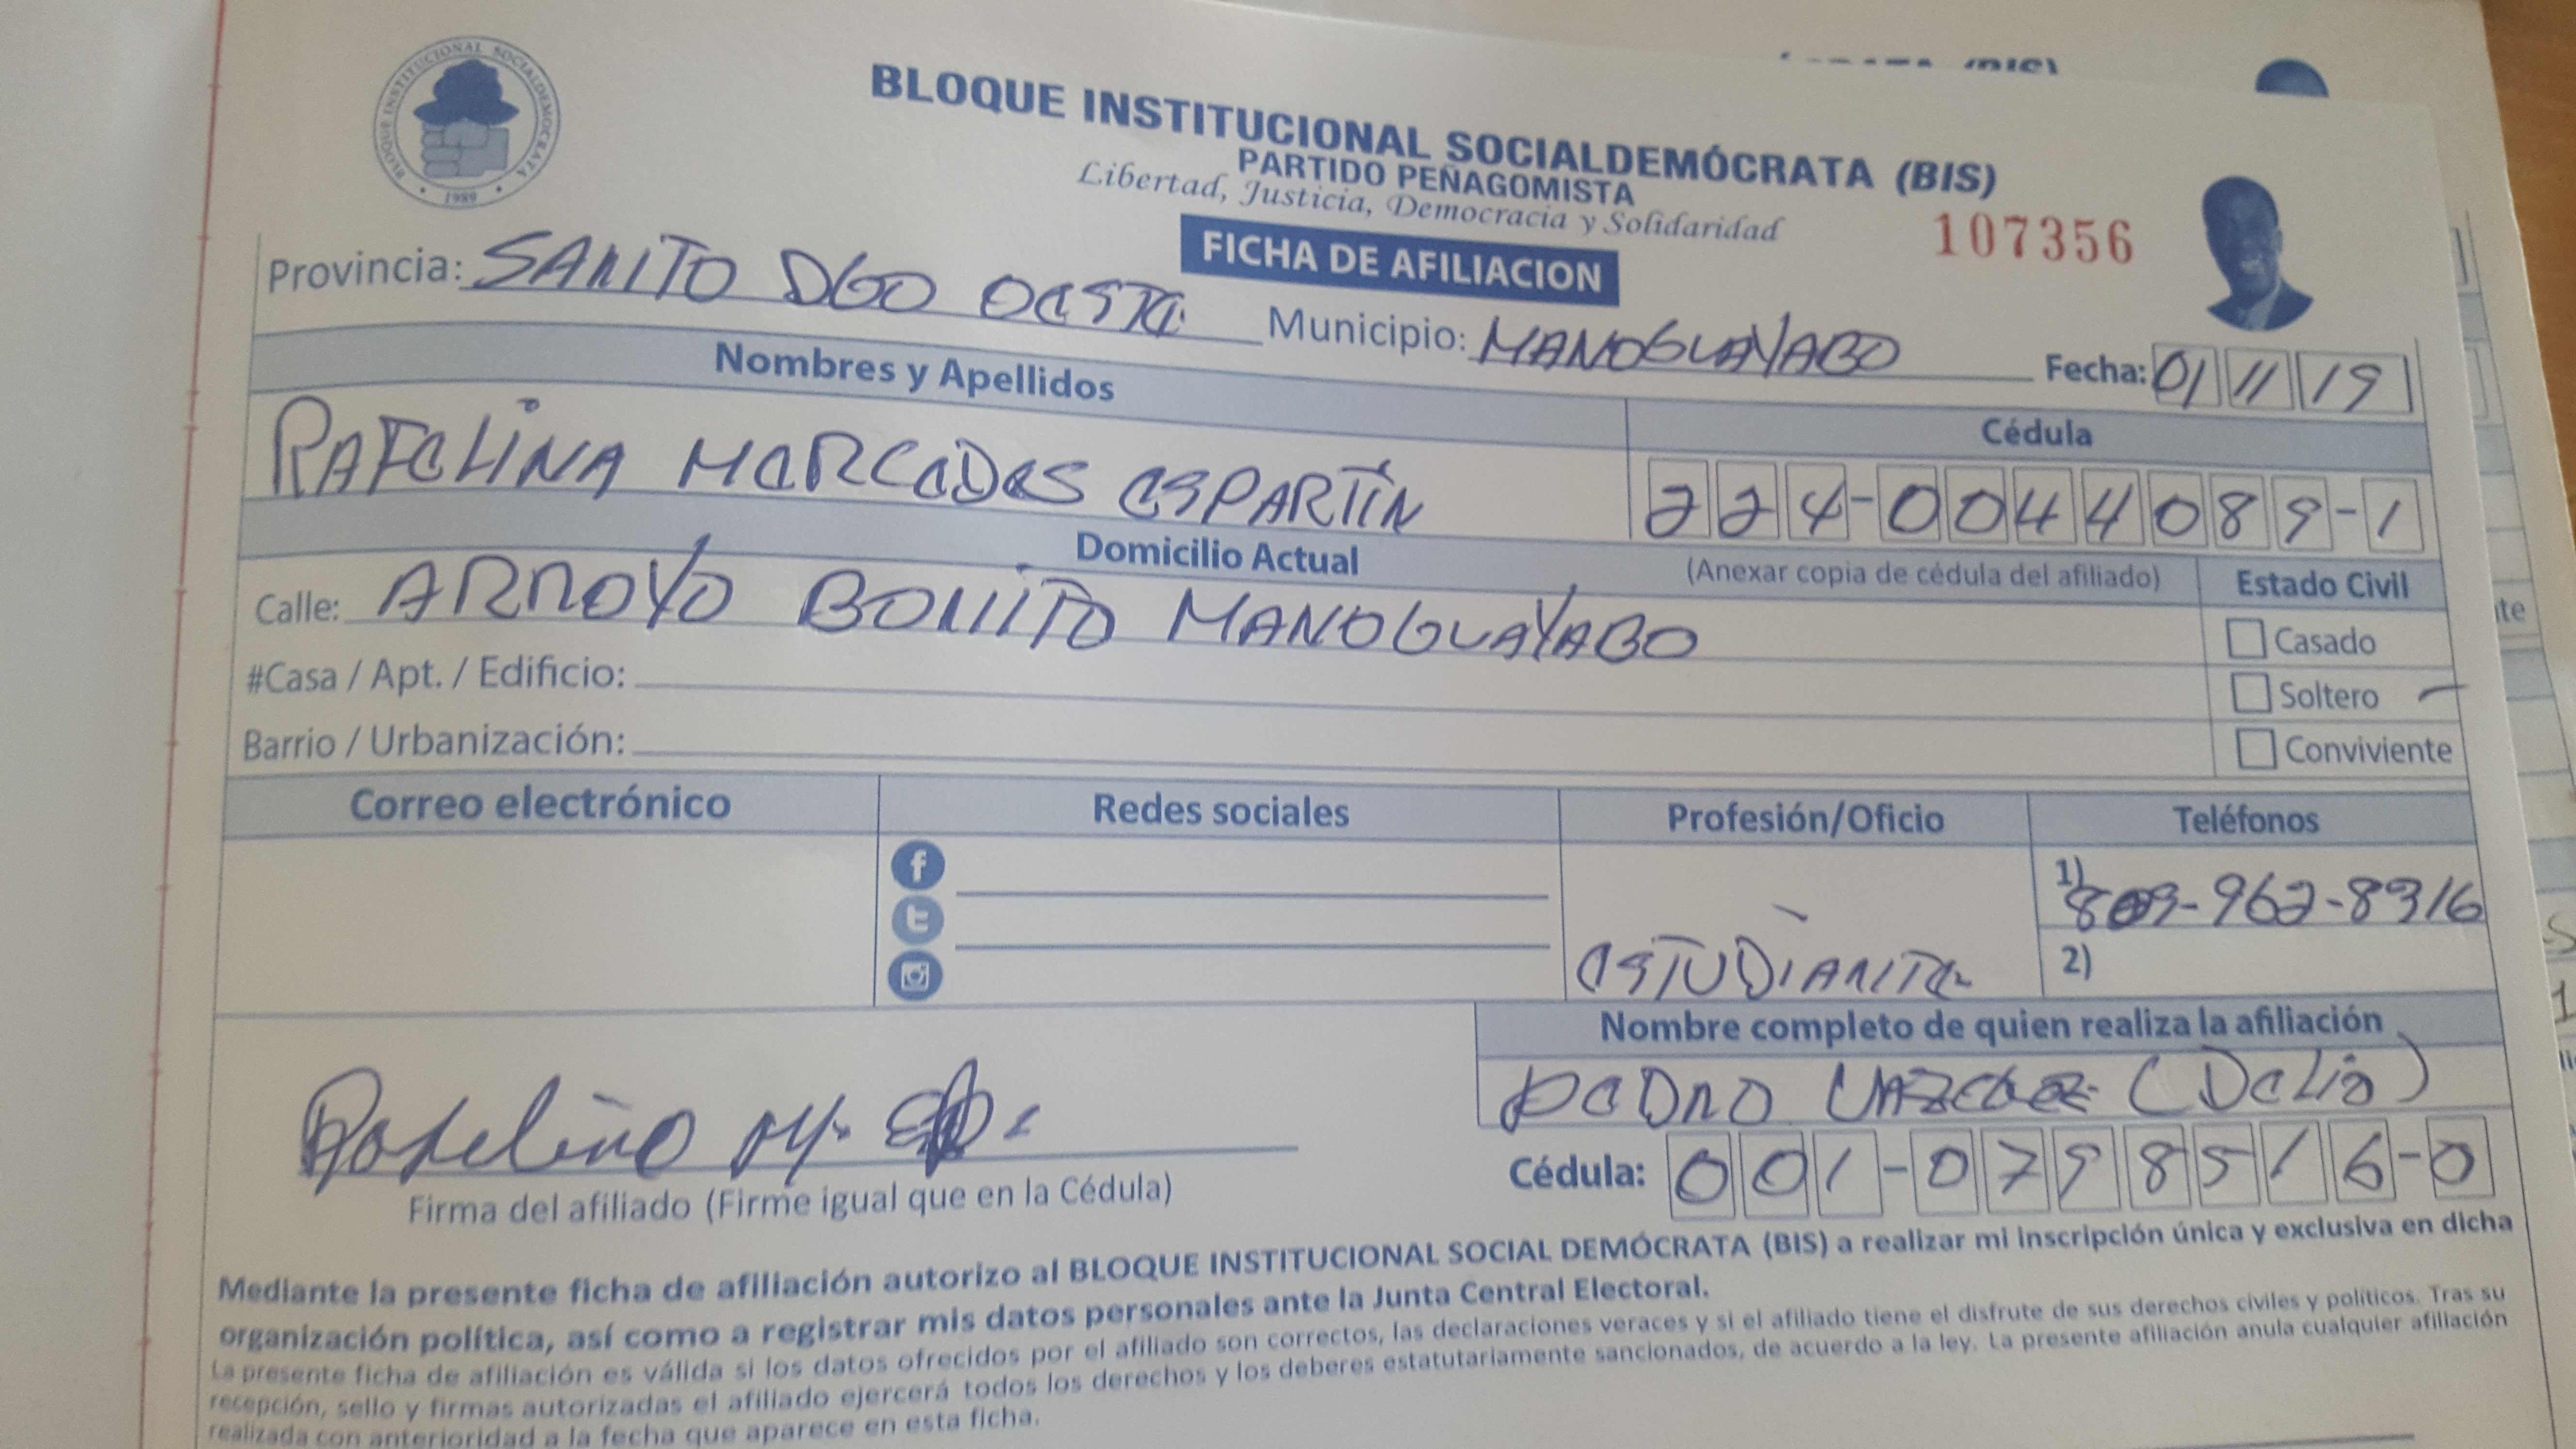 BLOQUE INSTITUCIONAL SOCIALDEMOCRATA
1989
BLOQUE INSTITUCIONAL SOCIALDEMÓCRATA (BIS)
PARTIDO PEÑAGOMISTA
Libertad, Justicia, Democracia y Solidaridad
FICHA DE AFILIACION
107356
Provincia: SANTO DGO OESTE Municipio: MANOGUAYABO Fecha: 01 11 19
Nombres y Apellidos Cédula
RAFELINA MERCEDES ESPARTIN 224-0044089-1
Domicilio Actual (Anexar copia de cédula del afiliado) Estado Civil
Calle: ARROYO BONITO MANOGUAYABO Casado
#Casa / Apt. / Edificio: Soltero
Barrio / Urbanización: Conviviente
Correo electrónico Redes sociales Profesión/Oficio Teléfonos
ESTUDIANTE 1) 809-962-8316
2)
Nombre completo de quien realiza la afiliación
PEDRO (Delio)
Rafelina M.
Cédula: 001-0798516-0
Firma del afiliado (Firme igual que en la Cédula)
Mediante la presente ficha de afiliación autorizo al BLOQUE INSTITUCIONAL SOCIAL DEMÓCRATA (BIS) a realizar mi inscripción única y exclusiva en dicha
organización política, así como a registrar mis datos personales ante la Junta Central Electoral.
La presente ficha de afiliación es válida si los datos ofrecidos por el afiliado son correctos, las declaraciones veraces y si el afiliado tiene el disfrute de sus derechos civiles y políticos. Tras su
recepción, sello y firmas autorizadas el afiliado ejercerá todos los derechos y los deberes estatutariamente sancionados, de acuerdo a la ley. La presente afiliación anula cualquier afiliación
realizada con anterioridad a la fecha que aparece en esta ficha.